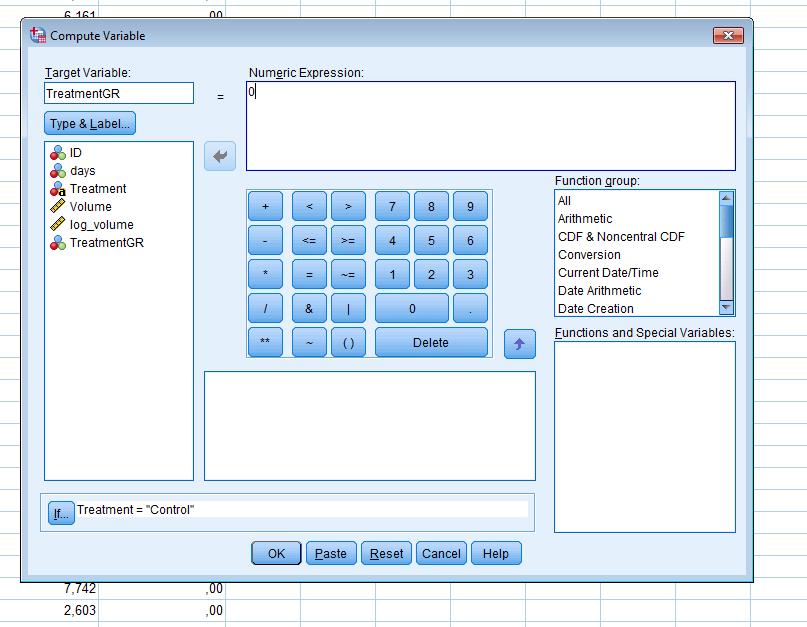 6,161 ,00
Compute Variable
Target Variable:
TreatmentGR
=
Numeric Expression:
0
Type & Label...
ID
days
a Treatment
Volume
log_volume
TreatmentGR
+ < > 7 8 9
- <= >= 4 5 6
* = ~= 1 2 3
/ & | 0 .
** ~ ( ) Delete
Function group:
All
Arithmetic
CDF & Noncentral CDF
Conversion
Current Date/Time
Date Arithmetic
Date Creation
Functions and Special Variables:
If... Treatment = "Control"
OK Paste Reset Cancel Help
7,742 ,00
2,603 ,00